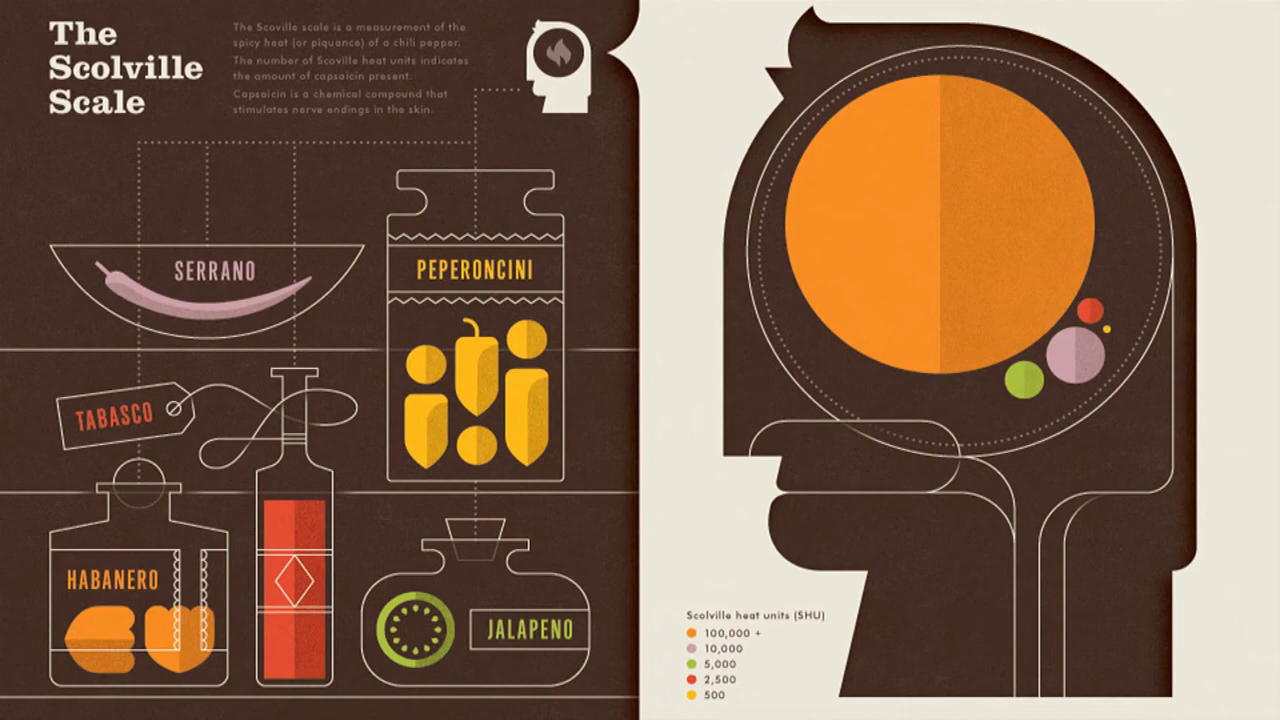 The
Scolville
Scale
The Scoville scale is a measurement of the
spicy heat (or piquance) of a chili pepper.
The number of Scoville heat units indicates
the amount of capsaicin present.
Capsaicin is a chemical compound that
stimulates nerve endings in the skin.
SERRANO
PEPERONCINI
TABASCO
HABANERO
JALAPENO
Scolville heat units (SHU)
100,000 +
10,000
5,000
2,500
500